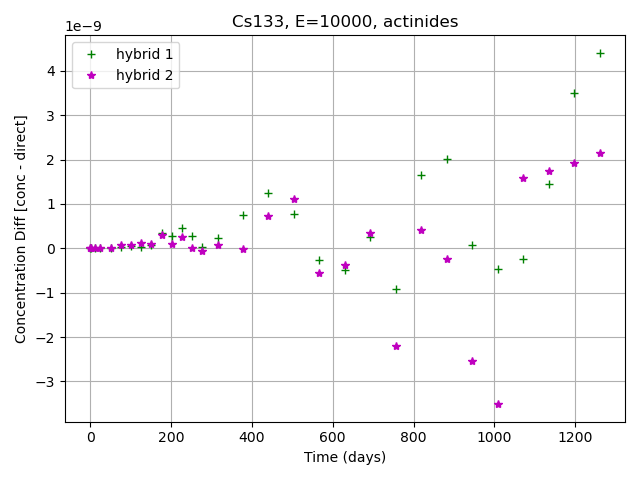 Cs133, E=10000, actinides
1e−9
hybrid 1
hybrid 2
4
3
2
1
0
−1
−2
−3
Concentration Diff [conc - direct]
0 200 400 600 800 1000 1200
Time (days)